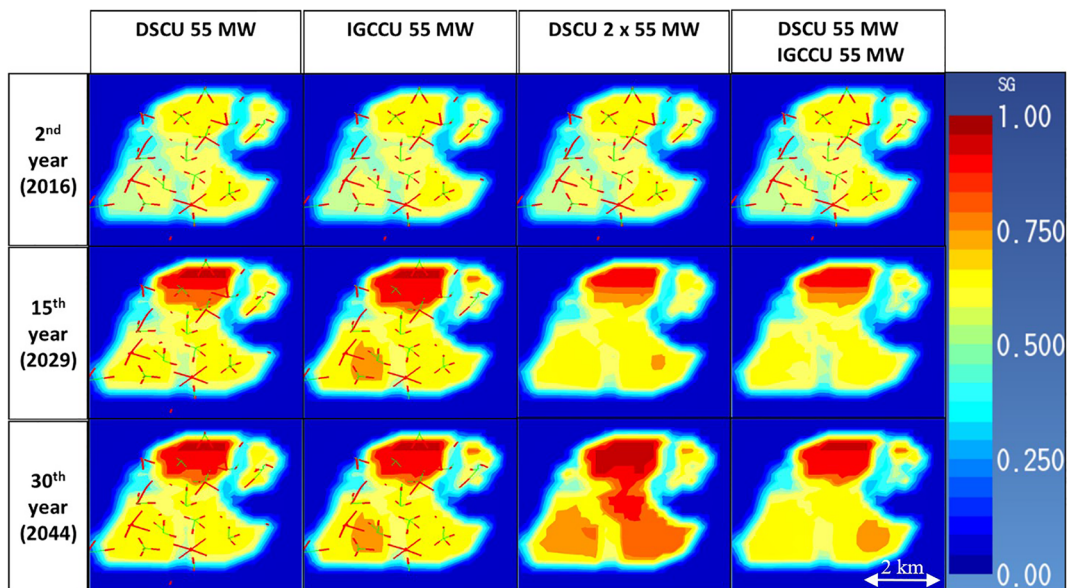 DSCU 55 MW
IGCCU 55 MW
DSCU 2 x 55 MW
DSCU 55 MW
IGCCU 55 MW
2nd
year
(2016)
15th
year
(2029)
30th
year
(2044)
SG
1.00
0.750
0.500
0.250
0.00
2 km